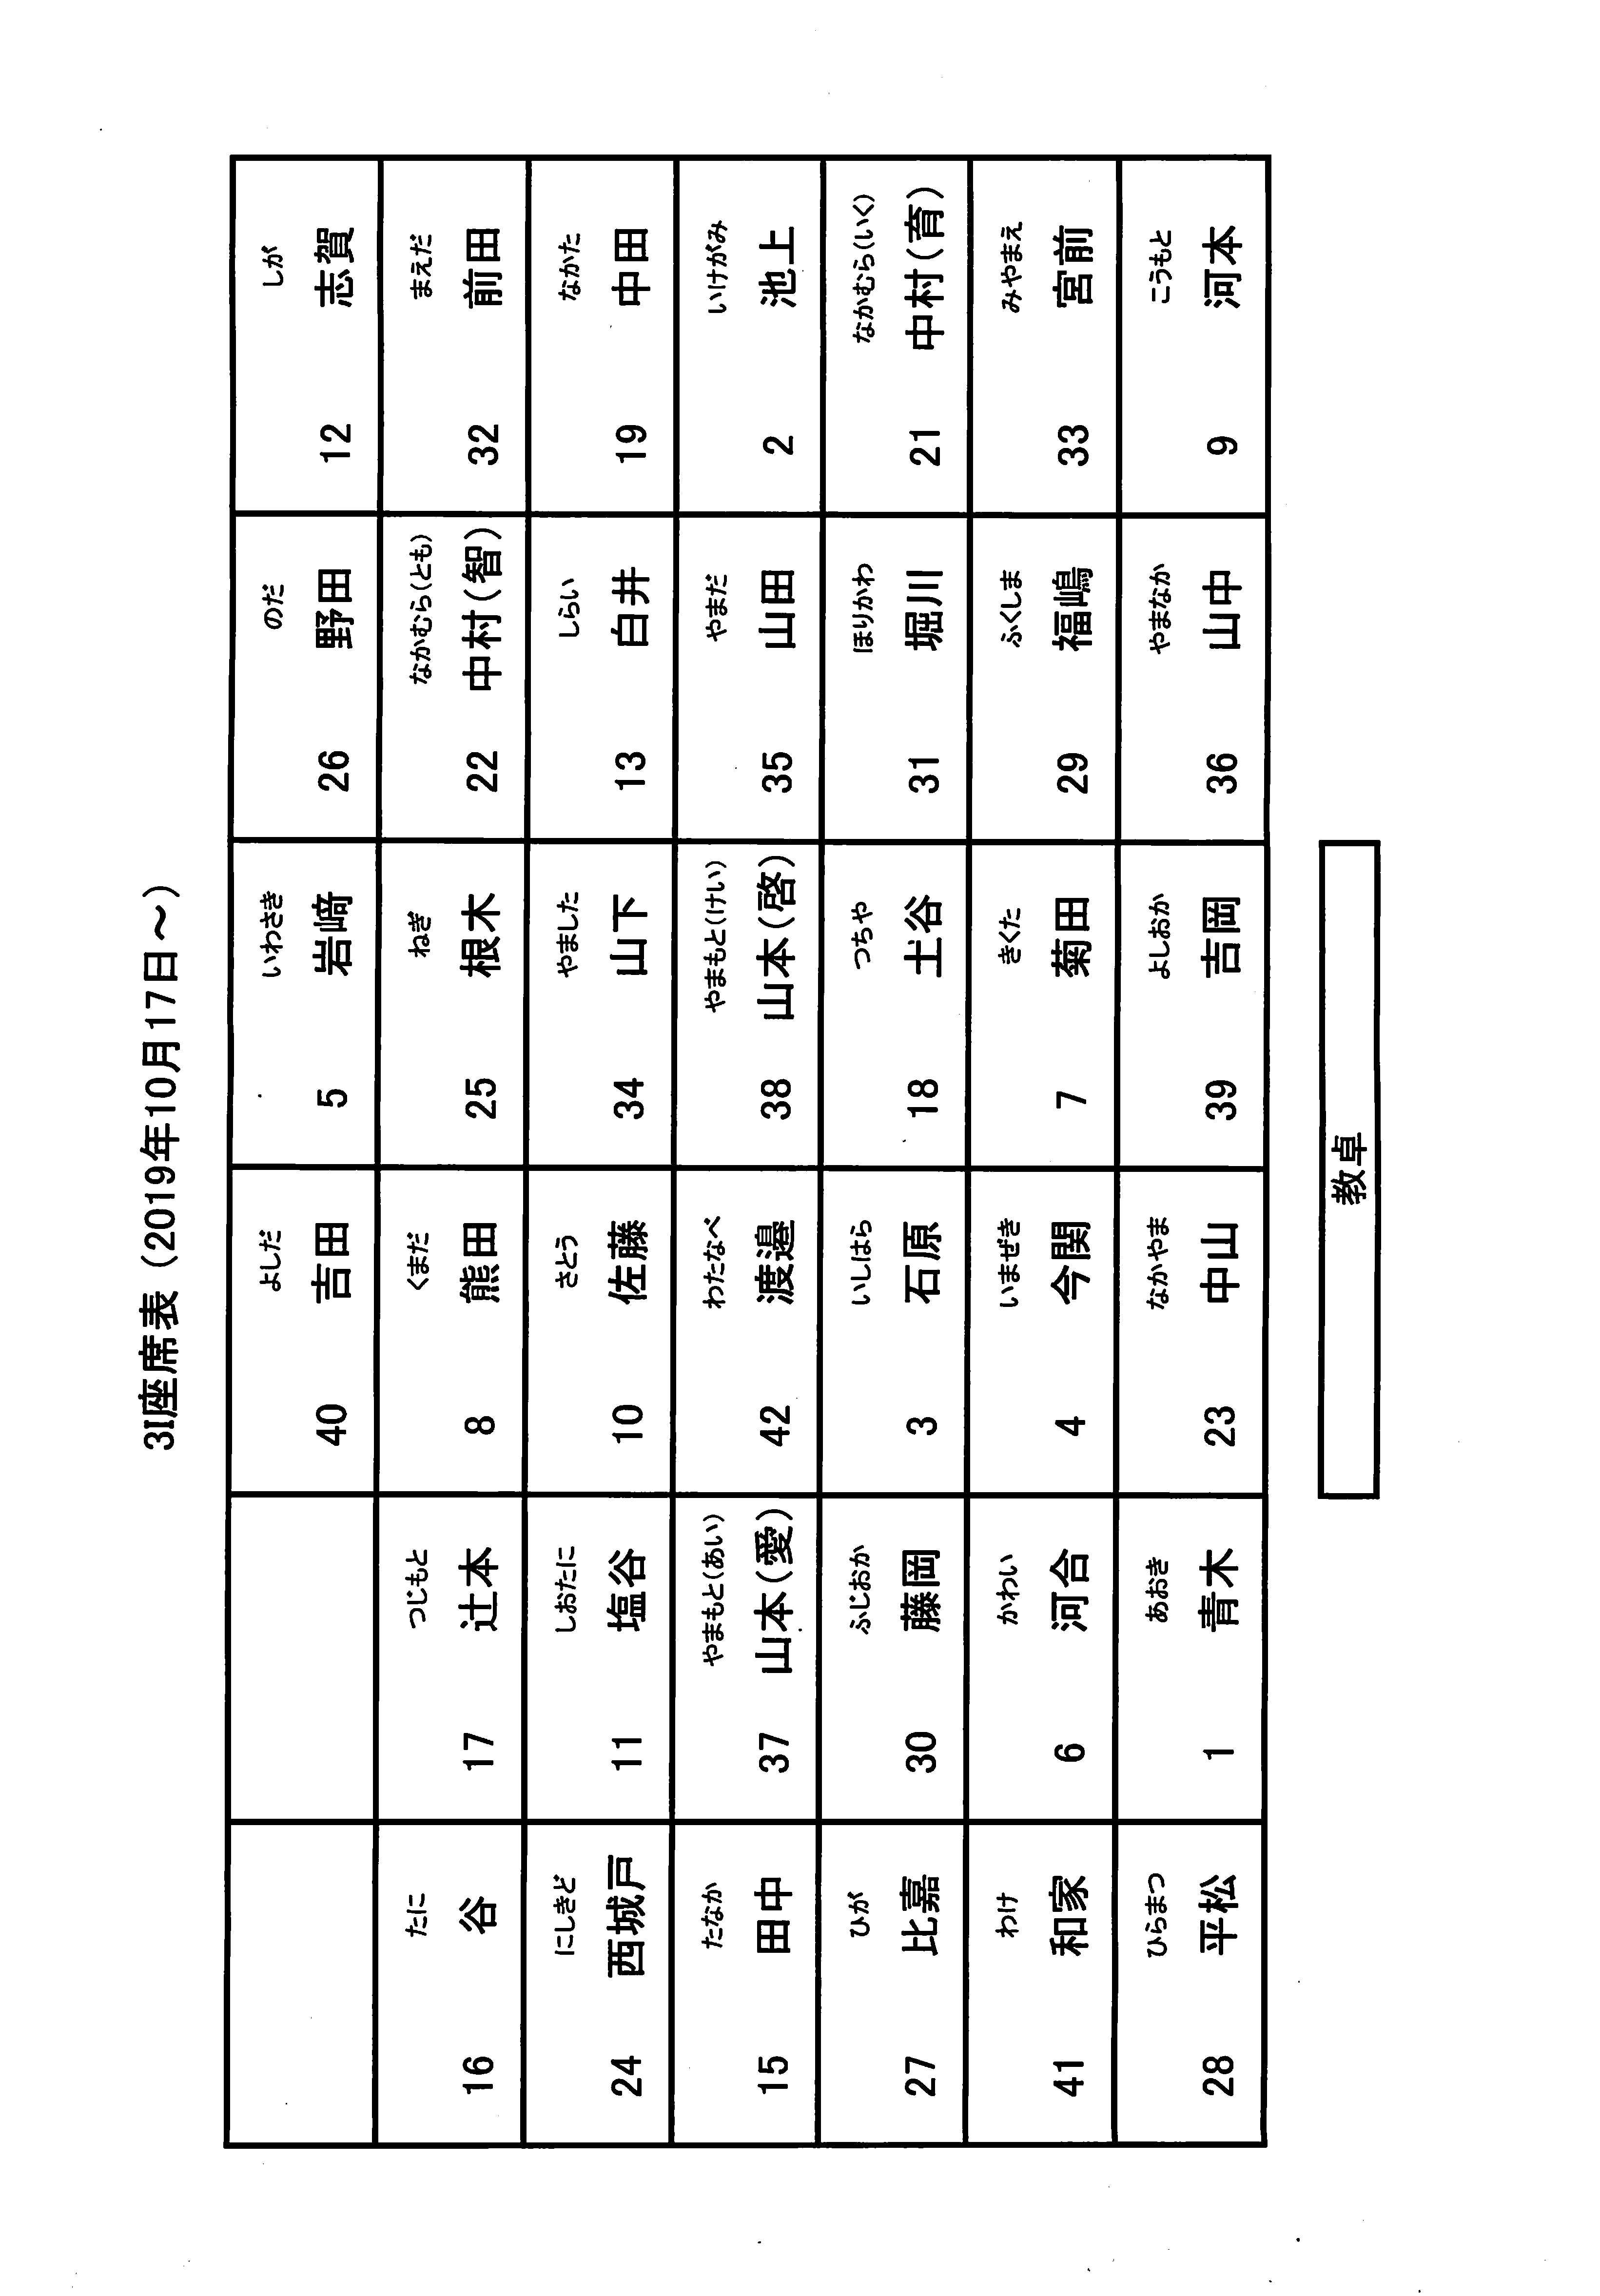 3I座席表（2019年10月17日～）
よしだ いわさき のだ しが
40 吉田 5 岩﨑 26 野田 12 志賀
たに つじもと くまだ ねぎ なかむら(とも) まえだ
16 谷 17 辻本 8 熊田 25 根木 22 中村(智) 32 前田
にしきど しおたに さとう やました しらい なかた
24 西城戸 11 塩谷 10 佐藤 34 山下 13 白井 19 中田
たなか やまもと(あい) わたなべ やまもと(けい) やまだ いけがみ
15 田中 37 山本(愛) 42 渡邉 38 山本(啓) 35 山田 2 池上
ひが ふじおか いしはら つちや ほりかわ なかむら(いく)
27 比嘉 30 藤岡 3 石原 18 土谷 31 堀川 21 中村(育)
わけ かわい いまぜき きくた ふくしま みやまえ
41 和家 6 河合 4 今関 7 菊田 29 福嶋 33 宮前
ひらまつ あおき なかやま よしおか やまなか こうもと
28 平松 1 青木 23 中山 39 吉岡 36 山中 9 河本
教卓